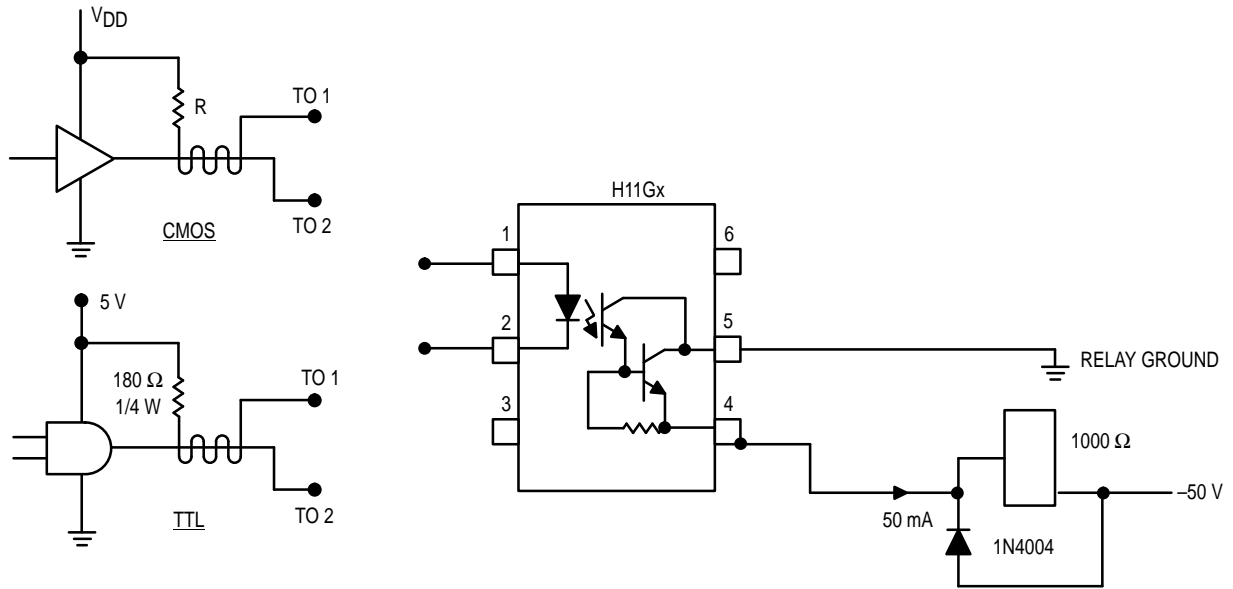 VDD
R
TO 1
TO 2
CMOS
5 V
180 Ω
1/4 W
TO 1
TO 2
TTL
H11Gx
1
2
3
6
5
4
RELAY GROUND
1000 Ω
50 mA
–50 V
1N4004